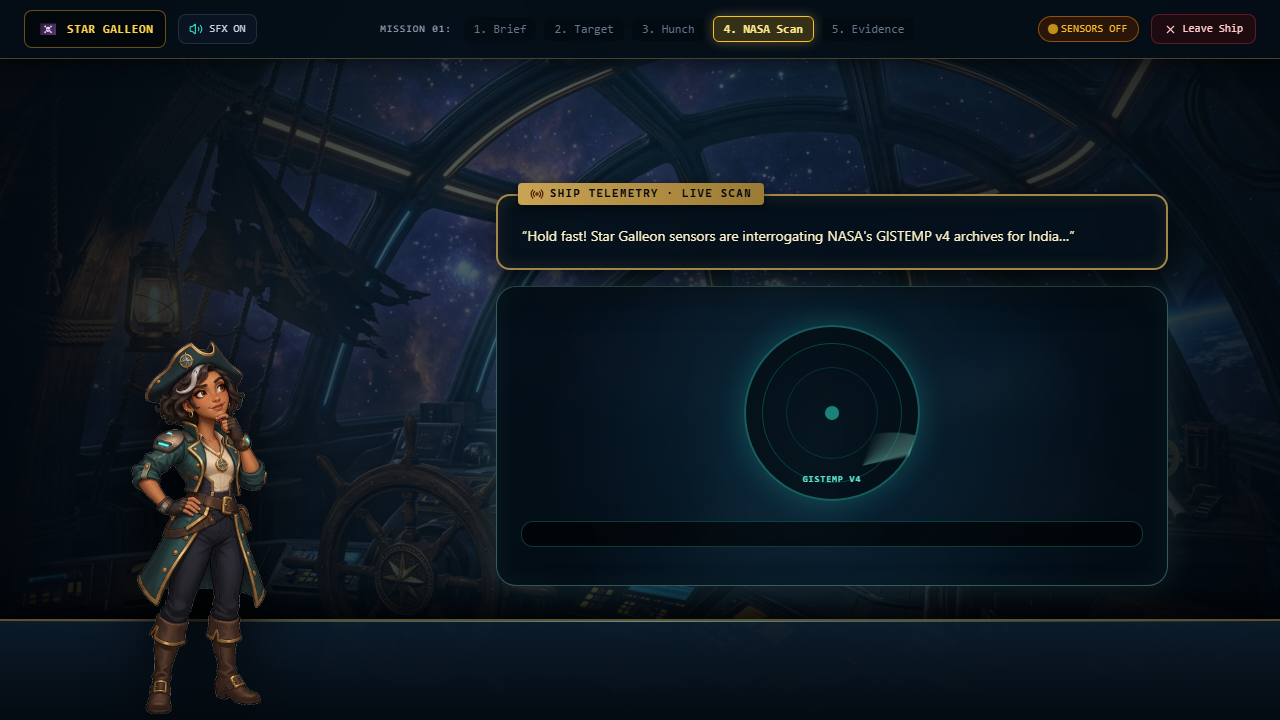 STAR GALLEON
SFX ON
MISSION 01:
1. Brief
2. Target
3. Hunch
4. NASA Scan
5. Evidence
SENSORS OFF
Leave Ship
SHIP TELEMETRY · LIVE SCAN
“Hold fast! Star Galleon sensors are interrogating NASA's GISTEMP v4 archives for India...”
GISTEMP V4